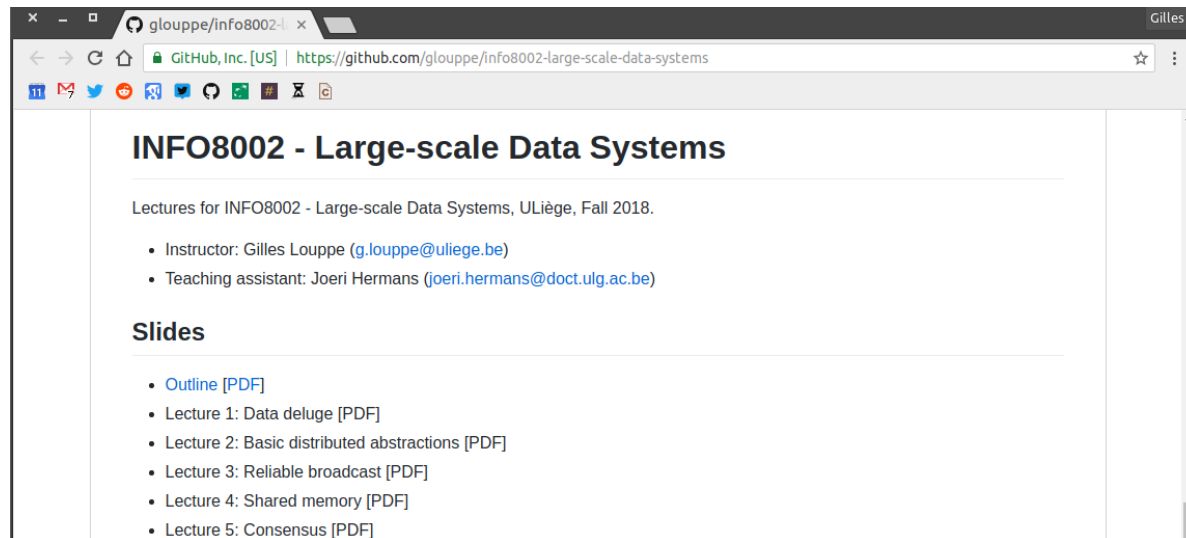 glouppe/info8002-l
Gilles
GitHub, Inc. [US] | https://github.com/glouppe/info8002-large-scale-data-systems
11 7 # c
INFO8002 - Large-scale Data Systems
Lectures for INFO8002 - Large-scale Data Systems, ULiège, Fall 2018.
• Instructor: Gilles Louppe (g.louppe@uliege.be)
• Teaching assistant: Joeri Hermans (joeri.hermans@doct.ulg.ac.be)
Slides
• Outline [PDF]
• Lecture 1: Data deluge [PDF]
• Lecture 2: Basic distributed abstractions [PDF]
• Lecture 3: Reliable broadcast [PDF]
• Lecture 4: Shared memory [PDF]
• Lecture 5: Consensus [PDF]